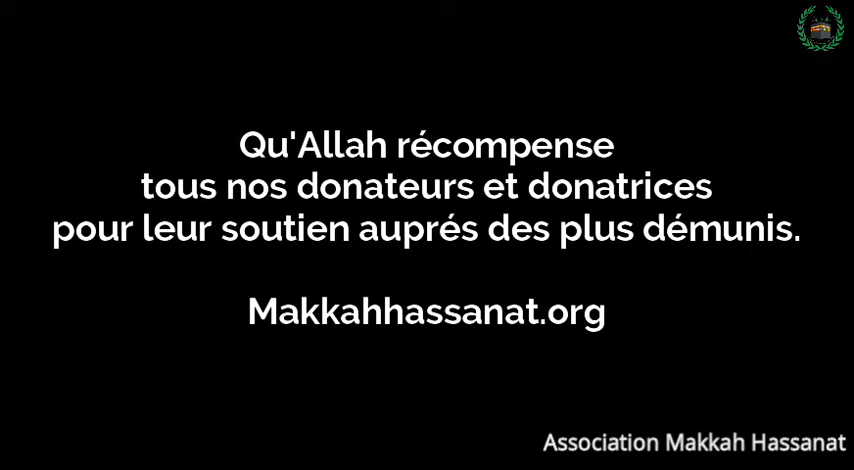 Qu'Allah récompense
tous nos donateurs et donatrices
pour leur soutien auprés des plus démunis.
Makkahhassanat.org
Association Makkah Hassanat